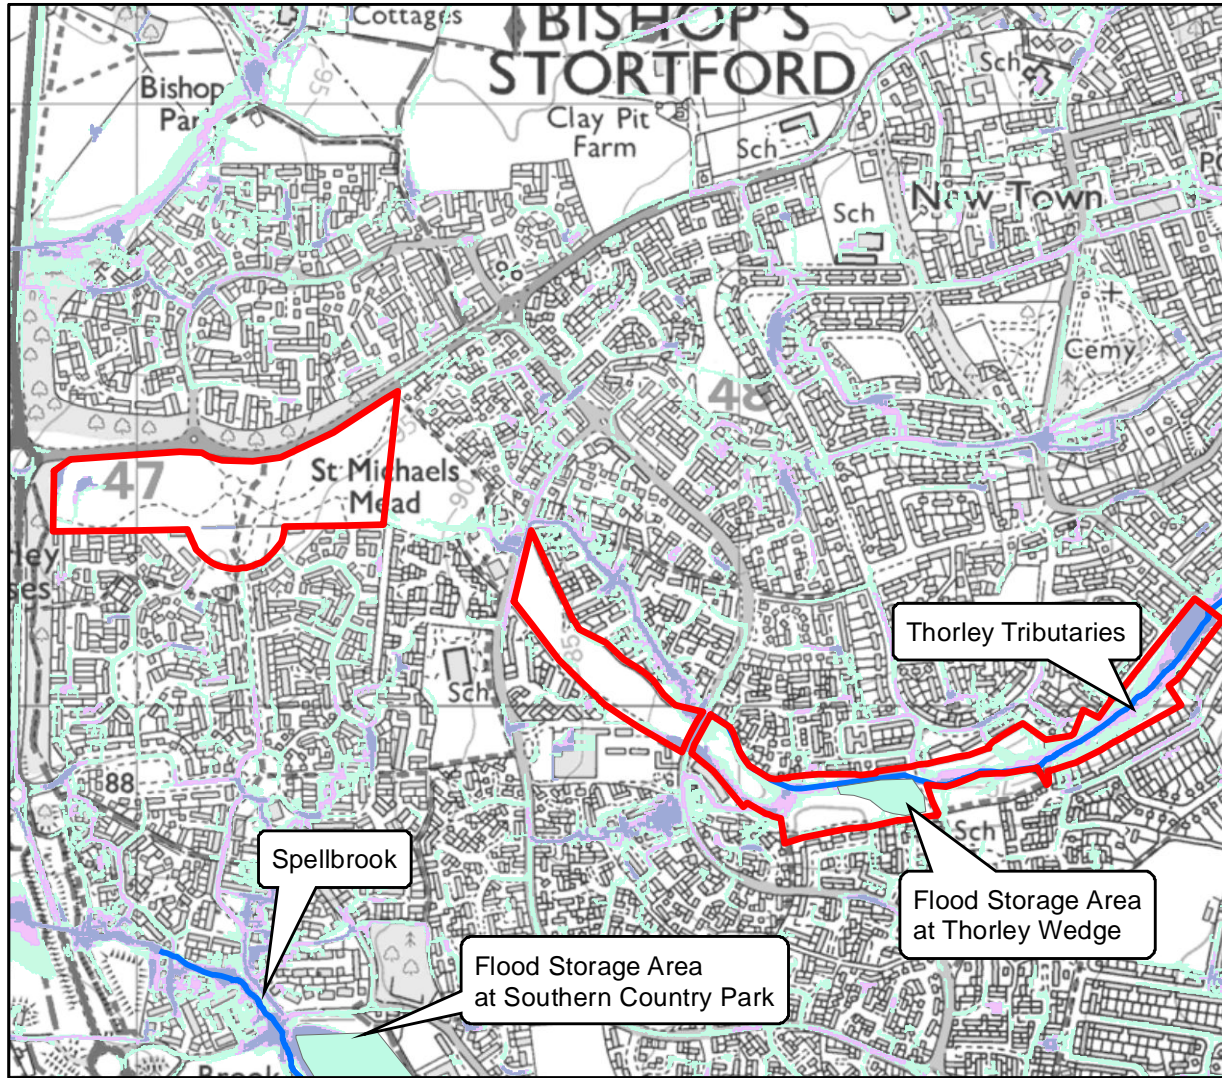 Cottages
BISHOP'S
STORTFORD
Sch
Bishop
Par
95
Clay Pit
Farm
Sch
New Town
Sch
Cemy
48
47
St Michaels
Mead
90
85
Sch
Thorley Tributaries
88
Sch
Spellbrook
Flood Storage Area
at Thorley Wedge
Flood Storage Area
at Southern Country Park
Brook